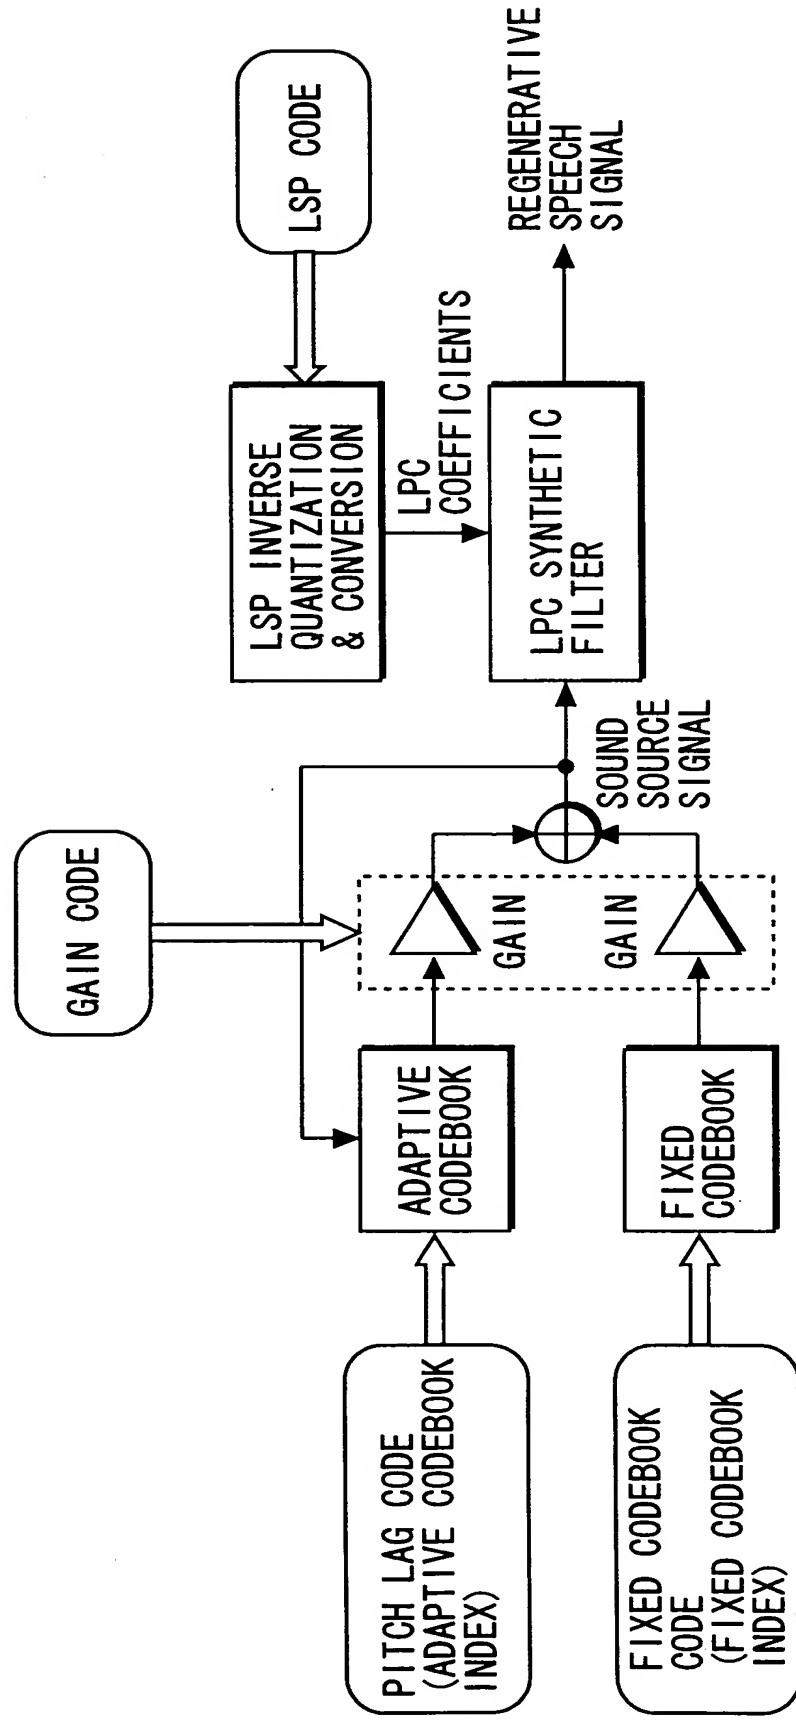 GAIN CODE
LSP CODE
LSP INVERSE
QUANTIZATION
& CONVERSION
LPC
COEFFICIENTS
PITCH LAG CODE
(ADAPTIVE CODEBOOK
INDEX)
ADAPTIVE
CODEBOOK
GAIN
SOUND
SOURCE
SIGNAL
LPC SYNTHETIC
FILTER
REGENERATIVE
SPEECH
SIGNAL
FIXED CODEBOOK
CODE
(FIXED CODEBOOK
INDEX)
FIXED
CODEBOOK
GAIN